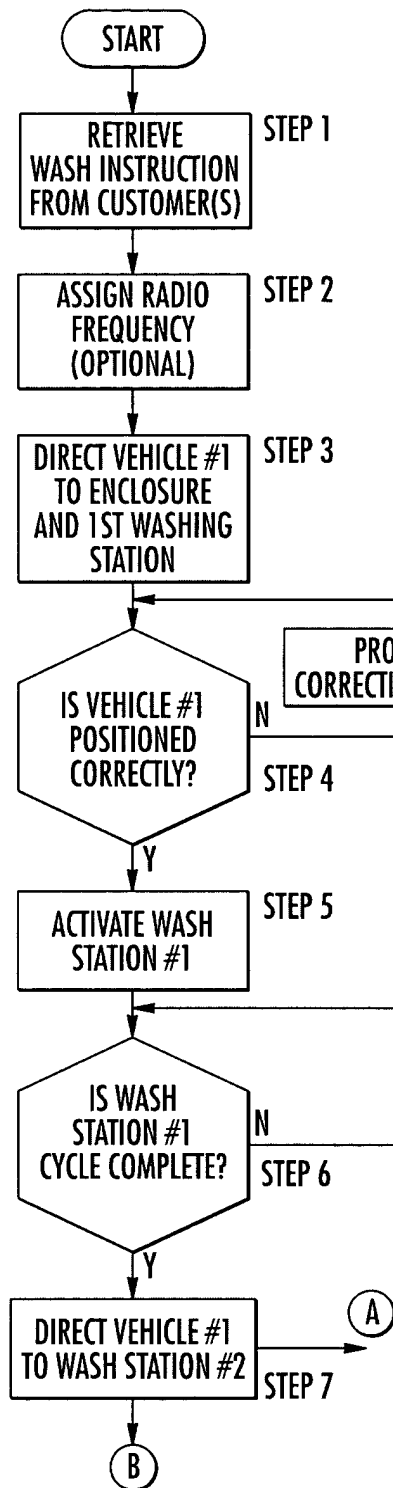 START
RETRIEVE
WASH INSTRUCTION
FROM CUSTOMER(S)
STEP 1
ASSIGN RADIO
FREQUENCY
(OPTIONAL)
STEP 2
DIRECT VEHICLE #1
TO ENCLOSURE
AND 1ST WASHING
STATION
STEP 3
PRO
CORRECTI
IS VEHICLE #1
POSITIONED
CORRECTLY?
N
STEP 4
Y
ACTIVATE WASH
STATION #1
STEP 5
IS WASH
STATION #1
CYCLE COMPLETE?
N
STEP 6
Y
DIRECT VEHICLE #1
TO WASH STATION #2
STEP 7
A
B